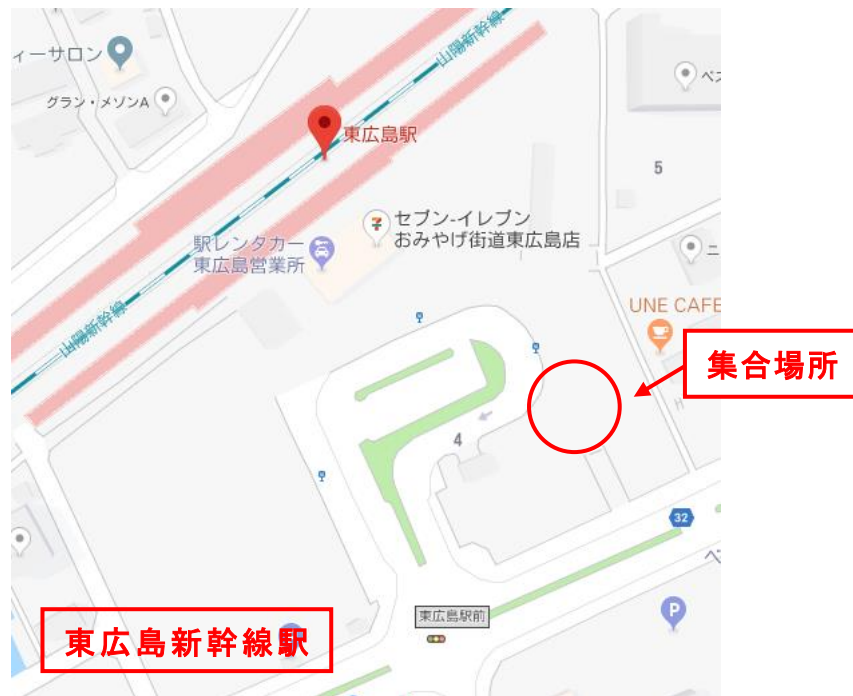 山陽新幹線
ィーサロン
グラン・メゾンA
ベス
東広島駅
5
セブン-イレブン
おみやげ街道東広島店
駅レンタカー
東広島営業所
ニ
UNE CAFE
山陽新幹線
集合場所
H
4
32
ベ
東広島駅前
P
東広島新幹線駅